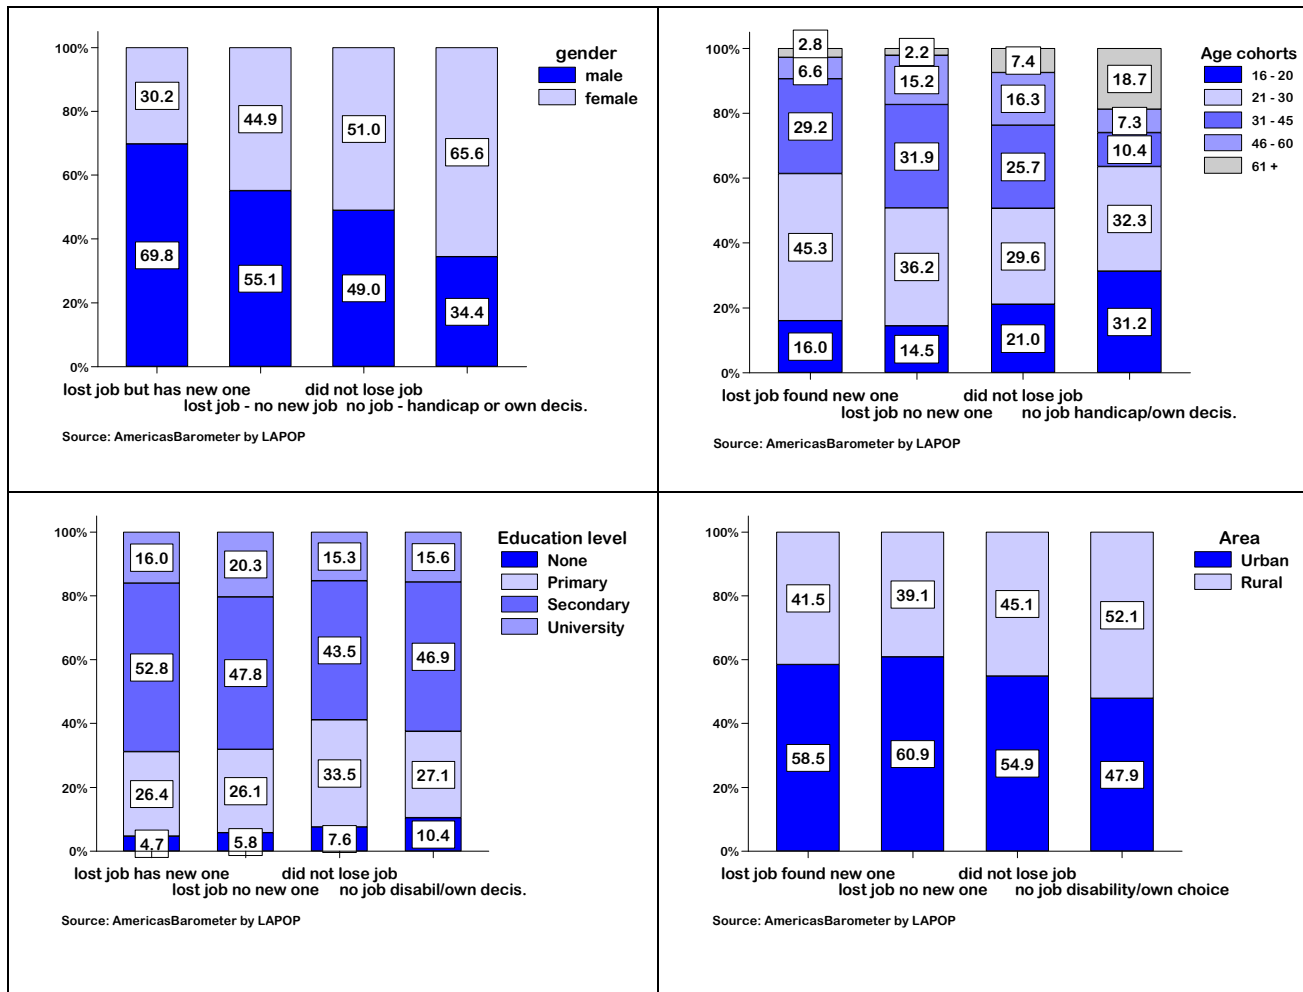 100%
80%
60%
40%
20%
0%
30.2
44.9
51.0
65.6
69.8
55.1
49.0
34.4
gender
male
female
lost job but has new one did not lose job
lost job - no new job no job - handicap or own decis.
Source: AmericasBarometer by LAPOP
100%
80%
60%
40%
20%
0%
2.8
2.2
7.4
18.7
6.6
15.2
16.3
7.3
29.2
31.9
25.7
10.4
45.3
36.2
29.6
32.3
16.0
14.5
21.0
31.2
Age cohorts
16 - 20
21 - 30
31 - 45
46 - 60
61 +
lost job found new one did not lose job
lost job no new one no job handicap/own decis.
Source: AmericasBarometer by LAPOP
100%
80%
60%
40%
20%
0%
16.0
20.3
15.3
15.6
52.8
47.8
43.5
46.9
26.4
26.1
33.5
27.1
4.7
5.8
7.6
10.4
Education level
None
Primary
Secondary
University
lost job has new one did not lose job
lost job no new one no job disabil/own decis.
Source: AmericasBarometer by LAPOP
100%
80%
60%
40%
20%
0%
41.5
39.1
45.1
52.1
58.5
60.9
54.9
47.9
Area
Urban
Rural
lost job found new one did not lose job
lost job no new one no job disability/own choice
Source: AmericasBarometer by LAPOP